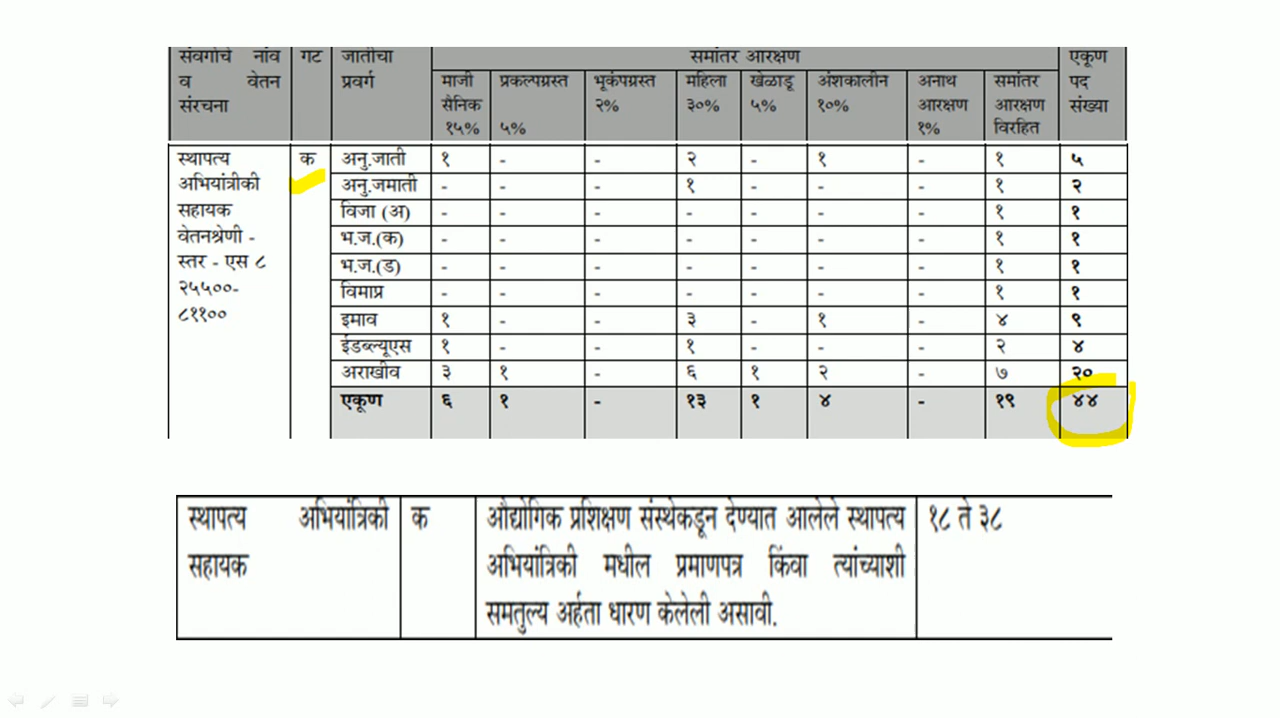 संवर्गाचे नांव व वेतन संरचना गट जातीचा प्रवर्ग समांतर आरक्षण एकूण पद संख्या
माजी सैनिक १५% प्रकल्पग्रस्त ५% भूकंपग्रस्त २% महिला ३०% खेळाडू ५% अंशकालीन १०% अनाथ आरक्षण १% समांतर आरक्षण विरहित
स्थापत्य क अनु.जाती १ - - २ - १ - १ ५
अभियांत्रीकी अनु.जमाती - - - १ - - - १ २
सहायक विजा (अ) - - - - - - - १ १
वेतनश्रेणी - भ.ज.(क) - - - - - - - १ १
स्तर - एस ८ भ.ज.(ड) - - - - - - - १ १
२५५००- विमाप्र - - - - - - - १ १
८११०० इमाव १ - - ३ - १ - ४ ९
ईडब्ल्यूएस १ - - १ - - - २ ४
अराखीव ३ १ - ६ १ २ - ७ २०
एकूण ६ १ - १३ १ ४ - १९ ४४
स्थापत्य अभियांत्रिकी क औद्योगिक प्रशिक्षण संस्थेकडून देण्यात आलेले स्थापत्य १८ ते ३८
सहायक अभियांत्रिकी मधील प्रमाणपत्र किंवा त्यांच्याशी
समतुल्य अर्हता धारण केलेली असावी.